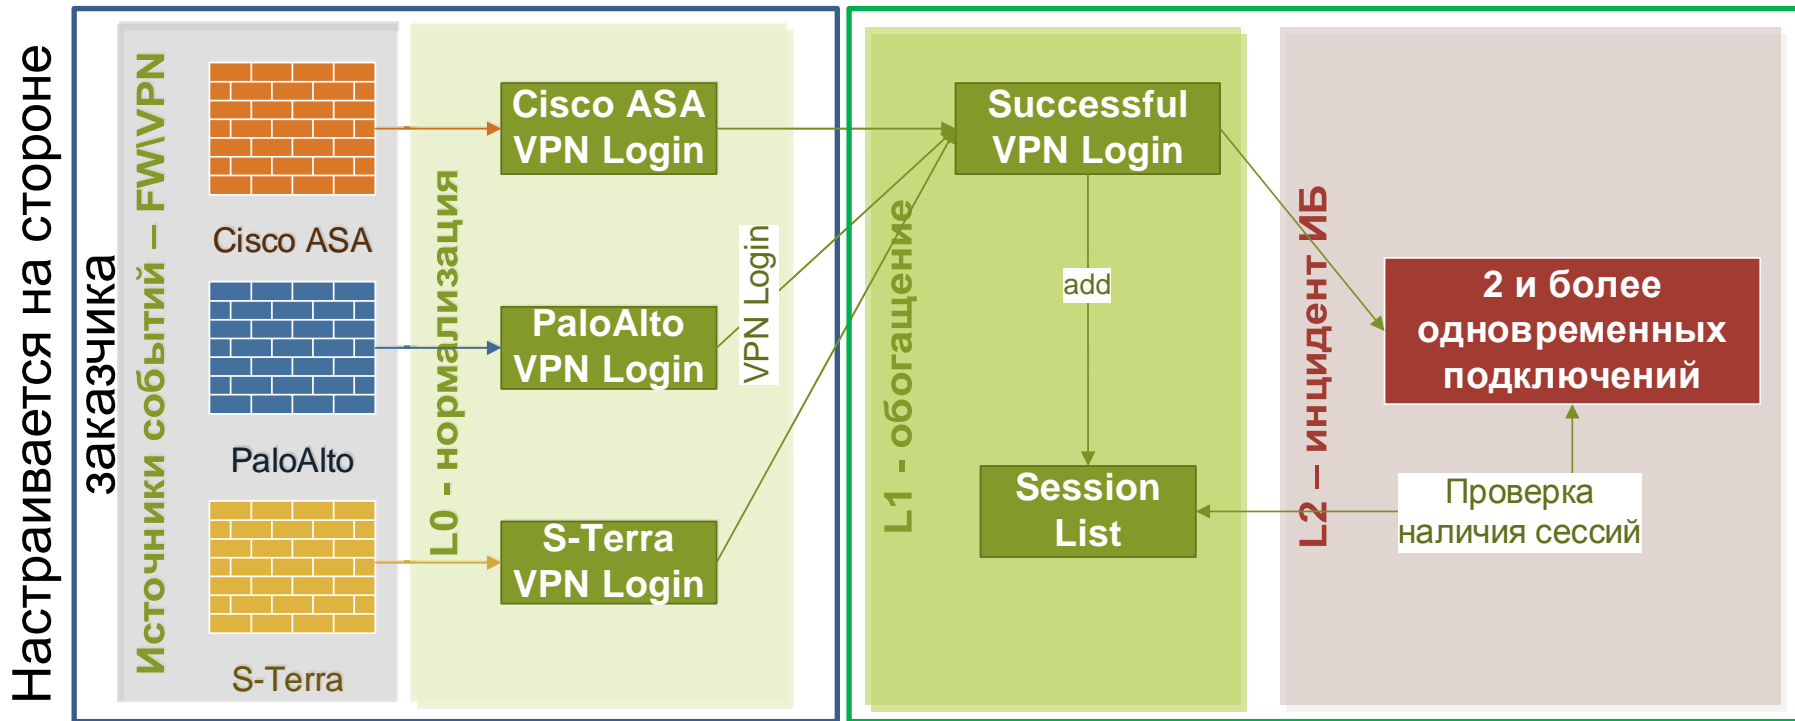 Настраивается на стороне
заказчика
Источники событий – FW\VPN
Cisco ASA
PaloAlto
S-Terra
L0 - нормализация
Cisco ASA
VPN Login
PaloAlto
VPN Login
S-Terra
VPN Login
VPN Login
L1 - обогащение
Successful
VPN Login
add
Session
List
L2 – инцидент ИБ
2 и более
одновременных
подключений
Проверка
наличия сессий